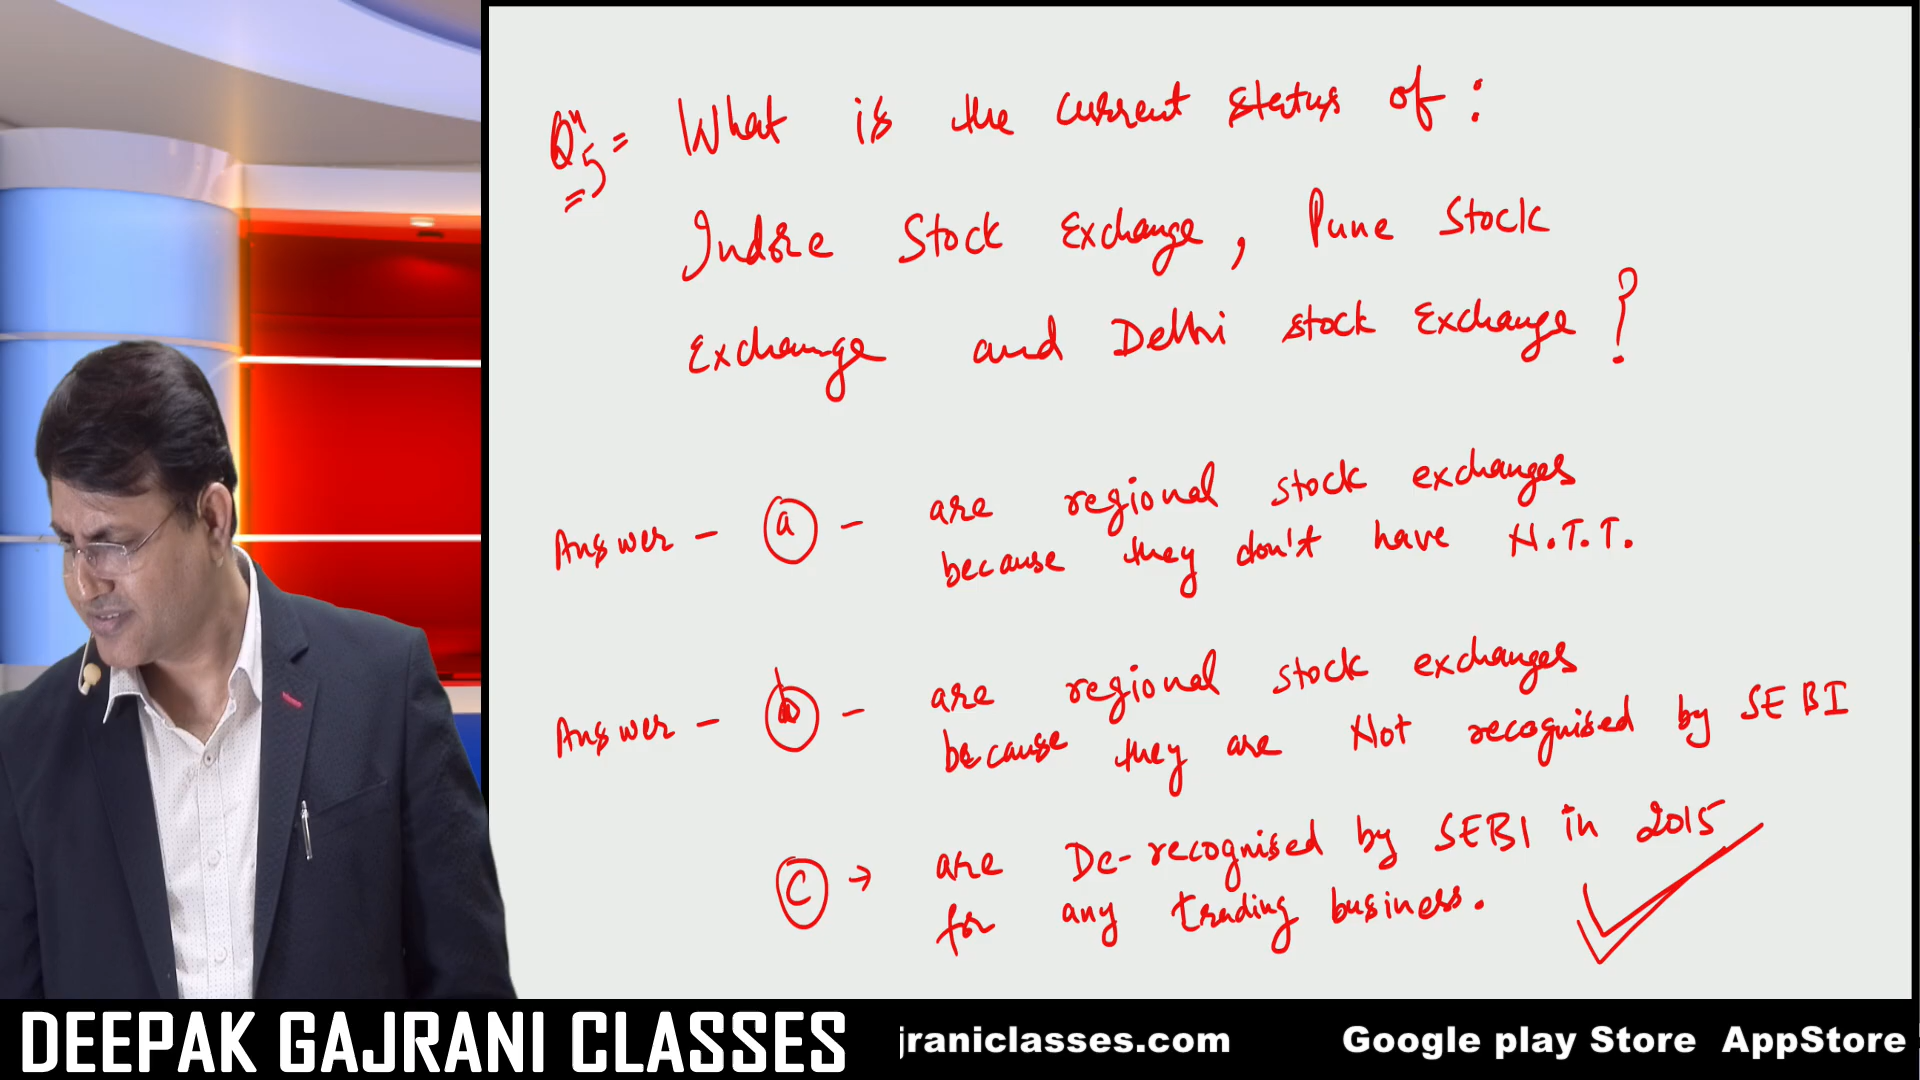 Qⁿ5 = What is the current status of :
Indore Stock Exchange, Pune Stock
Exchange and Delhi stock Exchange ?
Answer - a - are regional stock exchanges
because they don't have N.T.T.
Answer - b - are regional stock exchanges
because they are Not recognised by SEBI
C → are De-recognised by SEBI in 2015
for any trading business.
DEEPAK GAJRANI CLASSES
jraniclasses.com Google play Store AppStore